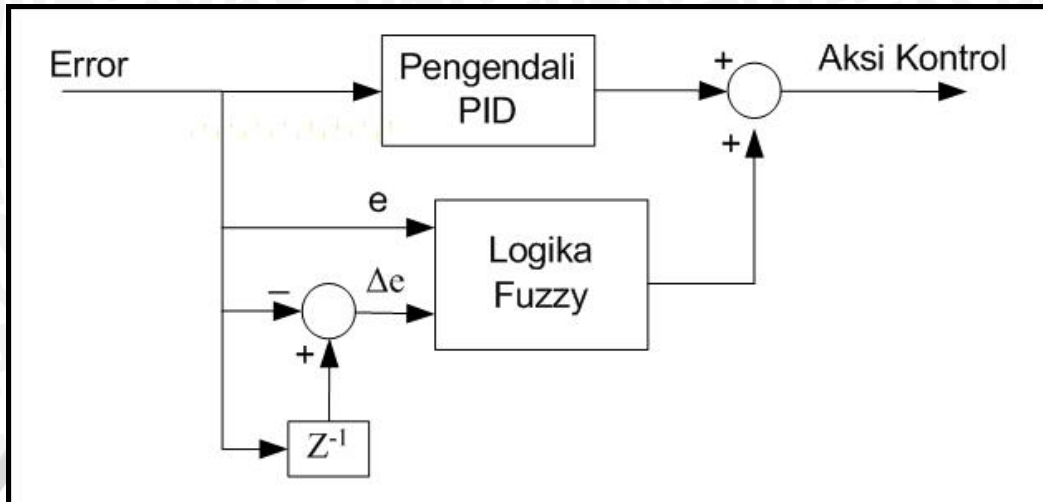 Error
Pengendali
PID
+
Aksi Kontrol
+
e
Logika
Fuzzy
–
Δe
+
Z⁻¹